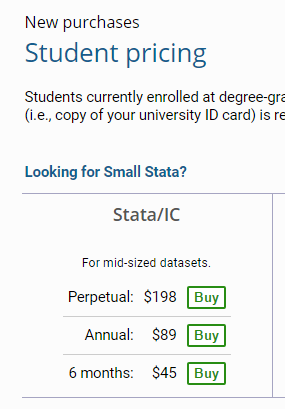 New purchases
Student pricing
Students currently enrolled at degree-gra
(i.e., copy of your university ID card) is re
Looking for Small Stata?
Stata/IC
For mid-sized datasets.
Perpetual: $198 Buy
Annual: $89 Buy
6 months: $45 Buy